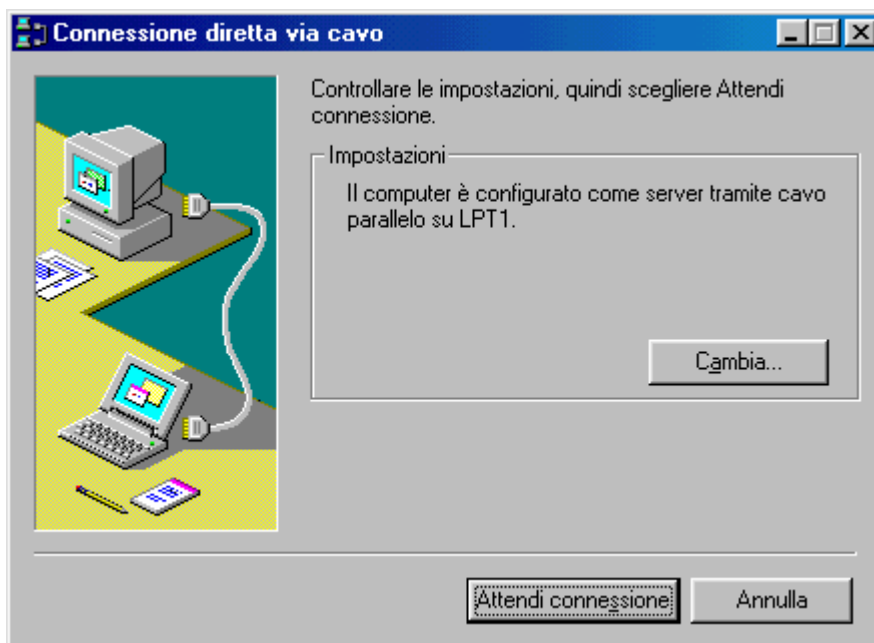 Connessione diretta via cavo
Controllare le impostazioni, quindi scegliere Attendi
connessione.
Impostazioni
Il computer è configurato come server tramite cavo
parallelo su LPT1.
Cambia...
Attendi connessione
Annulla